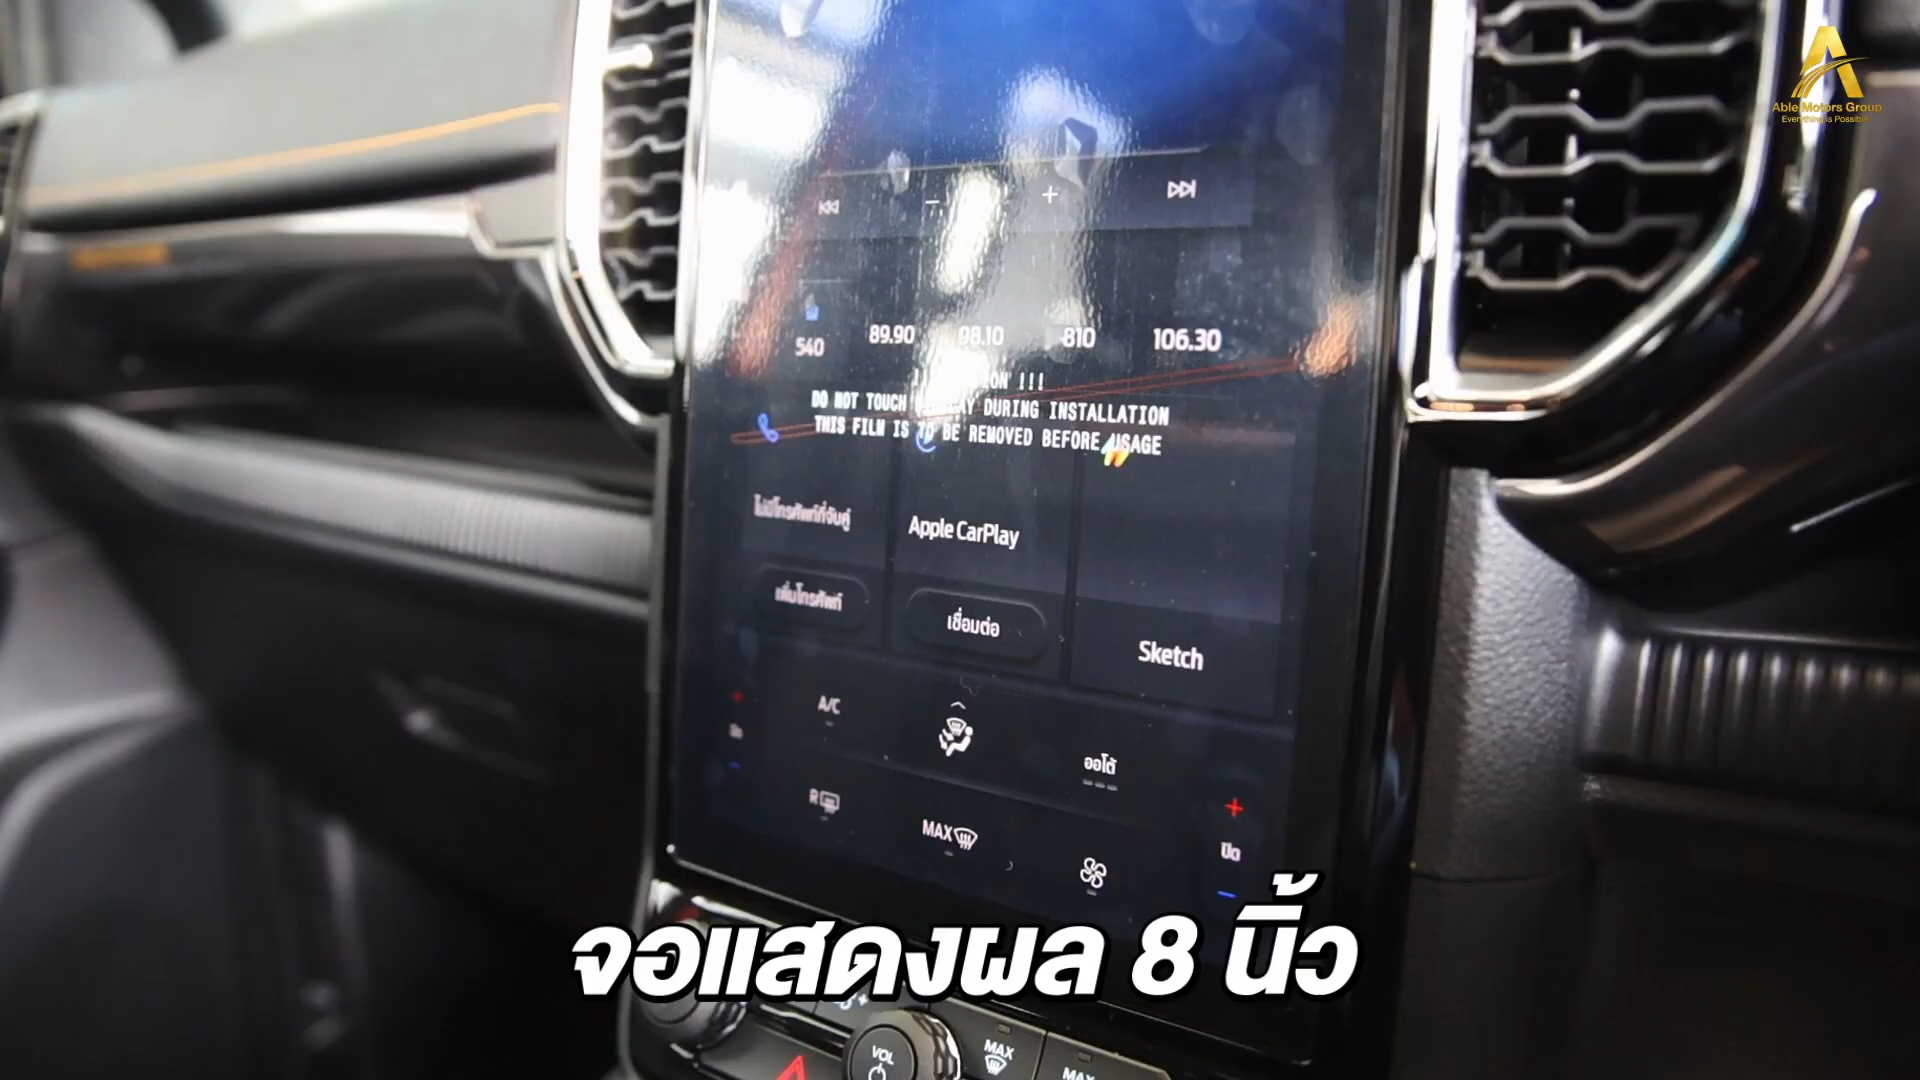 Able Motors Group
Everything is Possible
540
89.90
98.10
810
106.30
!!!
DO NOT TOUCH DURING INSTALLATION
THIS FILM IS TO BE REMOVED BEFORE USAGE
ไม่มีโทรศัพท์ที่จับคู่
Apple CarPlay
เพิ่มโทรศัพท์
เชื่อมต่อ
Sketch
A/C
ออโต้
R
MAX
ปิด
จอแสดงผล 8 นิ้ว
VOL
MAX
MAX